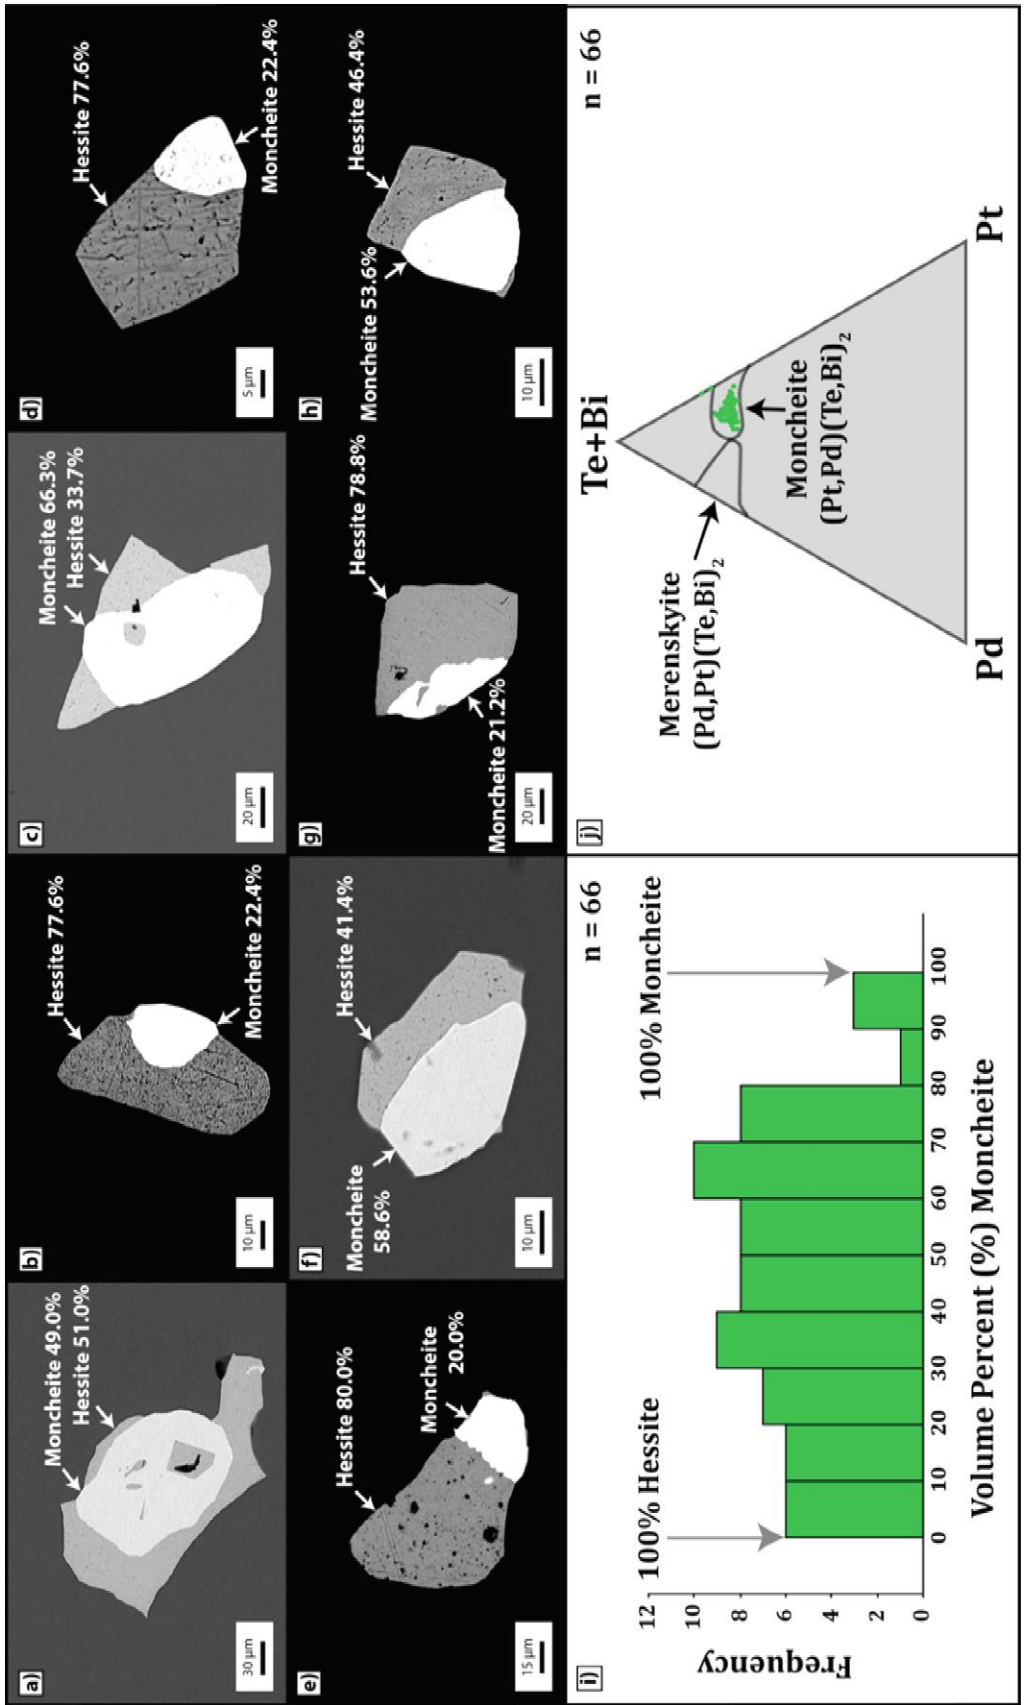 a)
Moncheite 49.0%
Hessite 51.0%
30 µm
b)
Hessite 77.6%
Moncheite 22.4%
10 µm
c)
Moncheite 66.3%
Hessite 33.7%
20 µm
d)
Hessite 77.6%
Moncheite 22.4%
5 µm
e)
Hessite 80.0%
Moncheite
20.0%
15 µm
f)
Hessite 41.4%
Moncheite
58.6%
10 µm
g)
Hessite 78.8%
Moncheite 21.2%
20 µm
h)
Hessite 46.4%
Moncheite 53.6%
10 µm
i)
n = 66
100% Hessite
100% Moncheite
Frequency
12
10
8
6
4
2
0
0 10 20 30 40 50 60 70 80 90 100
Volume Percent (%) Moncheite
j)
n = 66
Te+Bi
Merenskyite
(Pd,Pt)(Te,Bi)2
Moncheite
(Pt,Pd)(Te,Bi)2
Pd
Pt